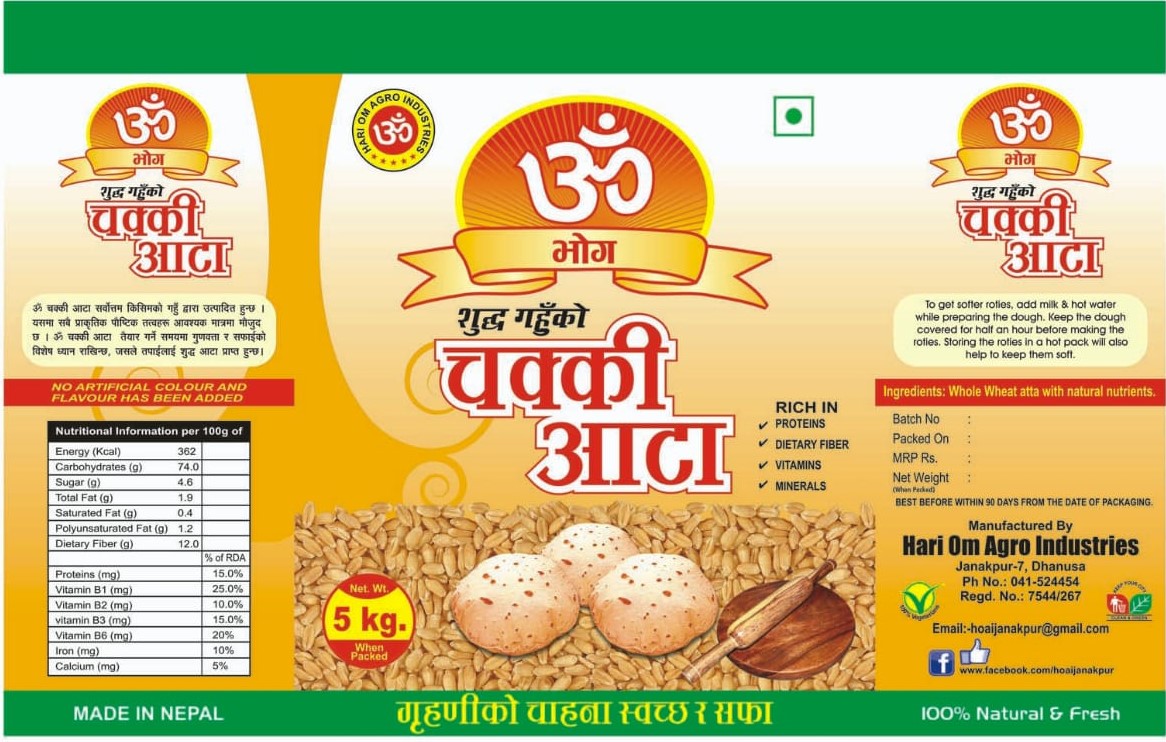 ॐ
भोग
शुद्ध गहुँको
चक्की
आटा
ॐ चक्की आटा सर्वोत्तम किसिमको गहुँ द्वारा उत्पादित हुन्छ ।
यसमा सबै प्राकृतिक पौष्टिक तत्वहरू आवश्यक मात्रमा मौजुद
छ । ॐ चक्की आटा तैयार गर्ने समयमा गुणवत्ता र सफाईको
विशेष ध्यान राखिन्छ, जसले तपाईलाई शुद्ध आटा प्राप्त हुन्छ।
NO ARTIFICIAL COLOUR AND
FLAVOUR HAS BEEN ADDED
Nutritional Information per 100g of
Energy (Kcal) 362
Carbohydrates (g) 74.0
Sugar (g) 4.6
Total Fat (g) 1.9
Saturated Fat (g) 0.4
Polyunsaturated Fat (g) 1.2
Dietary Fiber (g) 12.0
% of RDA
Proteins (mg) 15.0%
Vitamin B1 (mg) 25.0%
Vitamin B2 (mg) 10.0%
vitamin B3 (mg) 15.0%
Vitamin B6 (mg) 20%
Iron (mg) 10%
Calcium (mg) 5%
MADE IN NEPAL
HARI OM AGRO INDUSTRIES
ॐ
ॐ
भोग
शुद्ध गहुँको
चक्की
आटा
RICH IN
PROTEINS
DIETARY FIBER
VITAMINS
MINERALS
Net. Wt.
5 kg.
When
Packed
गृहणीको चाहना स्वच्छ र सफा
ॐ
भोग
शुद्ध गहुँको
चक्की
आटा
To get softer roties, add milk & hot water
while preparing the dough. Keep the dough
covered for half an hour before making the
roties. Storing the roties in a hot pack will also
help to keep them soft.
Ingredients: Whole Wheat atta with natural nutrients.
Batch No :
Packed On :
MRP Rs. :
Net Weight :
(When Packed)
BEST BEFORE WITHIN 90 DAYS FROM THE DATE OF PACKAGING.
Manufactured By
Hari Om Agro Industries
Janakpur-7, Dhanusa
Ph No.: 041-524454
Regd. No.: 7544/267
100% Vegetarian
KEEP YOUR CITY
CLEAN & GREEN
Email:-hoaijanakpur@gmail.com
f
www.facebook.com/hoaijanakpur
100% Natural & Fresh